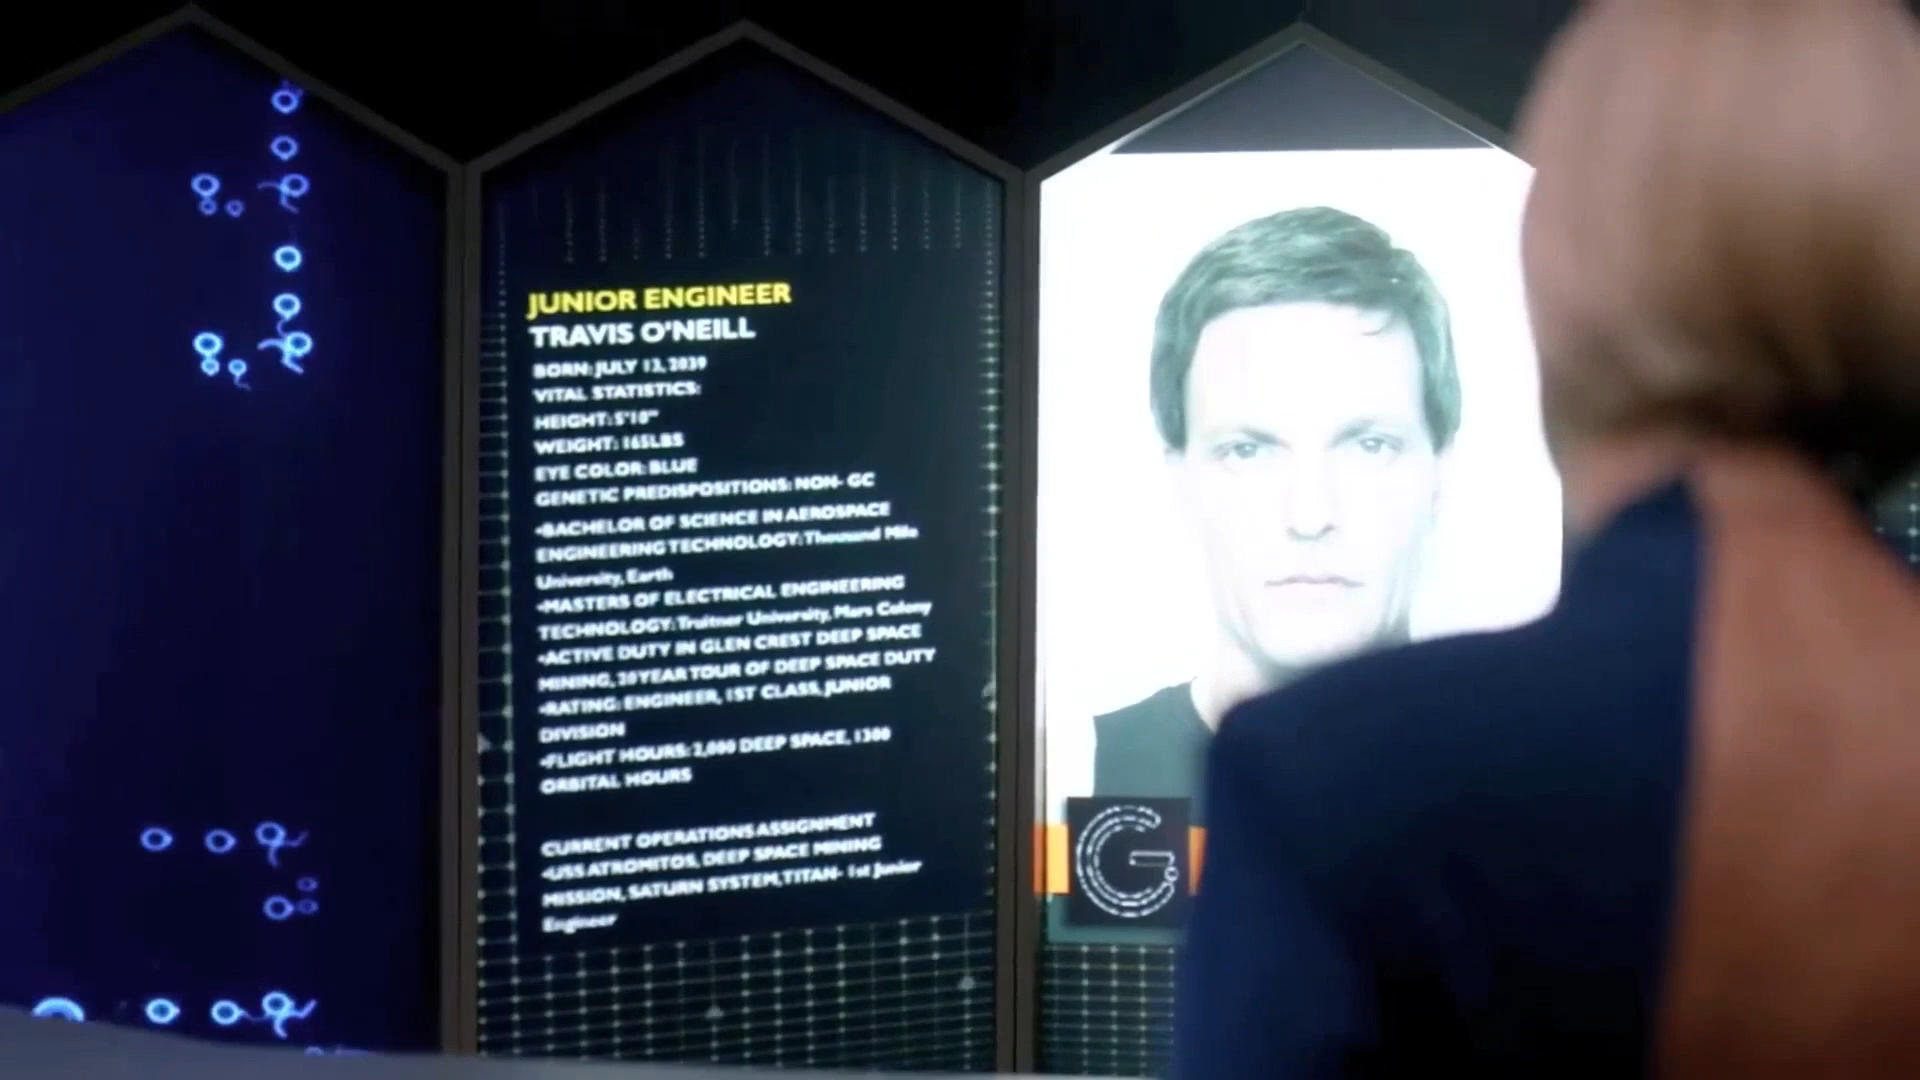 JUNIOR ENGINEER
TRAVIS O'NEILL
BORN: JULY 13, 2039
VITAL STATISTICS:
HEIGHT: 5'10"
WEIGHT: 165LBS
EYE COLOR: BLUE
GENETIC PREDISPOSITIONS: NON- GC
•BACHELOR OF SCIENCE IN AEROSPACE
ENGINEERING TECHNOLOGY: Thousand Mile
University, Earth
•MASTERS OF ELECTRICAL ENGINEERING
TECHNOLOGY: Truitner University, Mars Colony
•ACTIVE DUTY IN GLEN CREST DEEP SPACE
MINING, 20 YEAR TOUR OF DEEP SPACE DUTY
•RATING: ENGINEER, 1ST CLASS, JUNIOR
DIVISION
•FLIGHT HOURS: 2,000 DEEP SPACE, 1300
ORBITAL HOURS
CURRENT OPERATIONS ASSIGNMENT
•USS ATROMITOS, DEEP SPACE MINING
MISSION, SATURN SYSTEM, TITAN- 1st Junior
Engineer
G